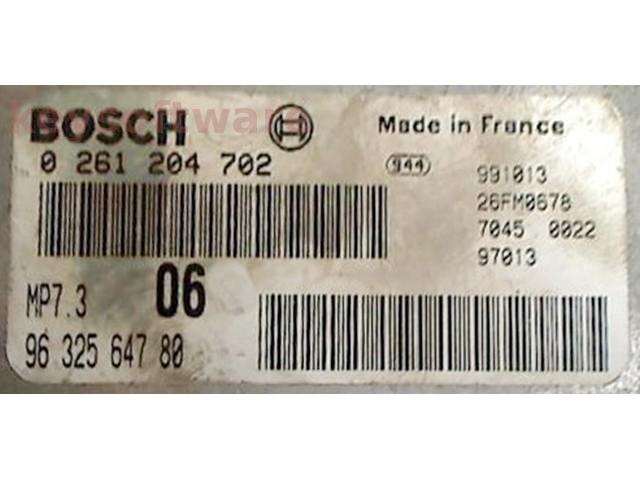 BOSCH
Made in France
0 261 204 702
944
991013
26FM0678
7045 0022
97013
MP7.3
06
96 325 647 80